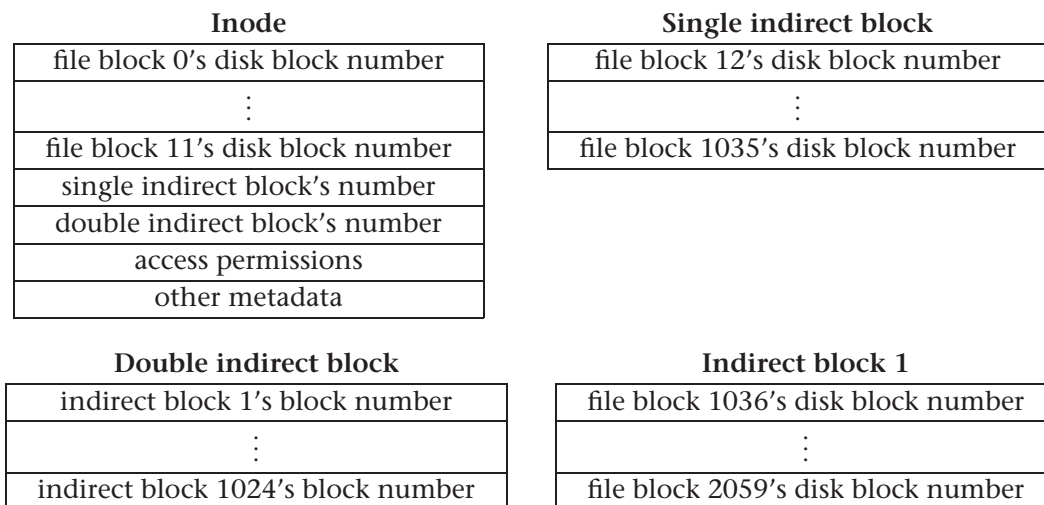 Inode
file block 0's disk block number
⋮
file block 11's disk block number
single indirect block's number
double indirect block's number
access permissions
other metadata
Single indirect block
file block 12's disk block number
⋮
file block 1035's disk block number
Double indirect block
indirect block 1's block number
⋮
indirect block 1024's block number
Indirect block 1
file block 1036's disk block number
⋮
file block 2059's disk block number